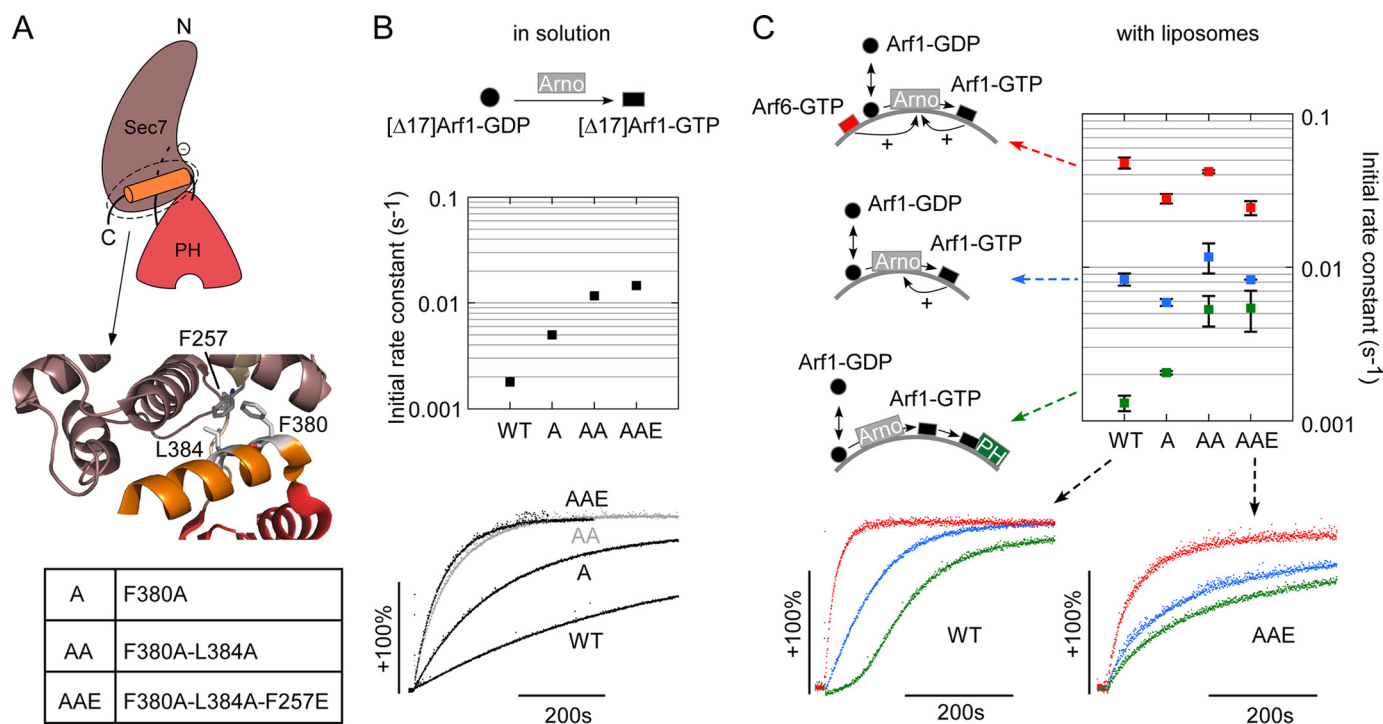 A
N
Sec7
−
C
PH
F257
F380
L384
A F380A
AA F380A-L384A
AAE F380A-L384A-F257E
B
in solution
Arno
[Δ17]Arf1-GDP [Δ17]Arf1-GTP
Initial rate constant (s-1)
0.1
0.01
0.001
WT A AA AAE
AAE
AA
A
WT
+100%
200s
C
with liposomes
Arf1-GDP
Arf6-GTP
Arno
Arf1-GTP
+ +
Arf1-GDP
Arno
Arf1-GTP
+
Arf1-GDP
Arno
Arf1-GTP
PH
0.1
0.01
0.001
Initial rate constant (s-1)
WT A AA AAE
+100%
WT
200s
+100%
AAE
200s